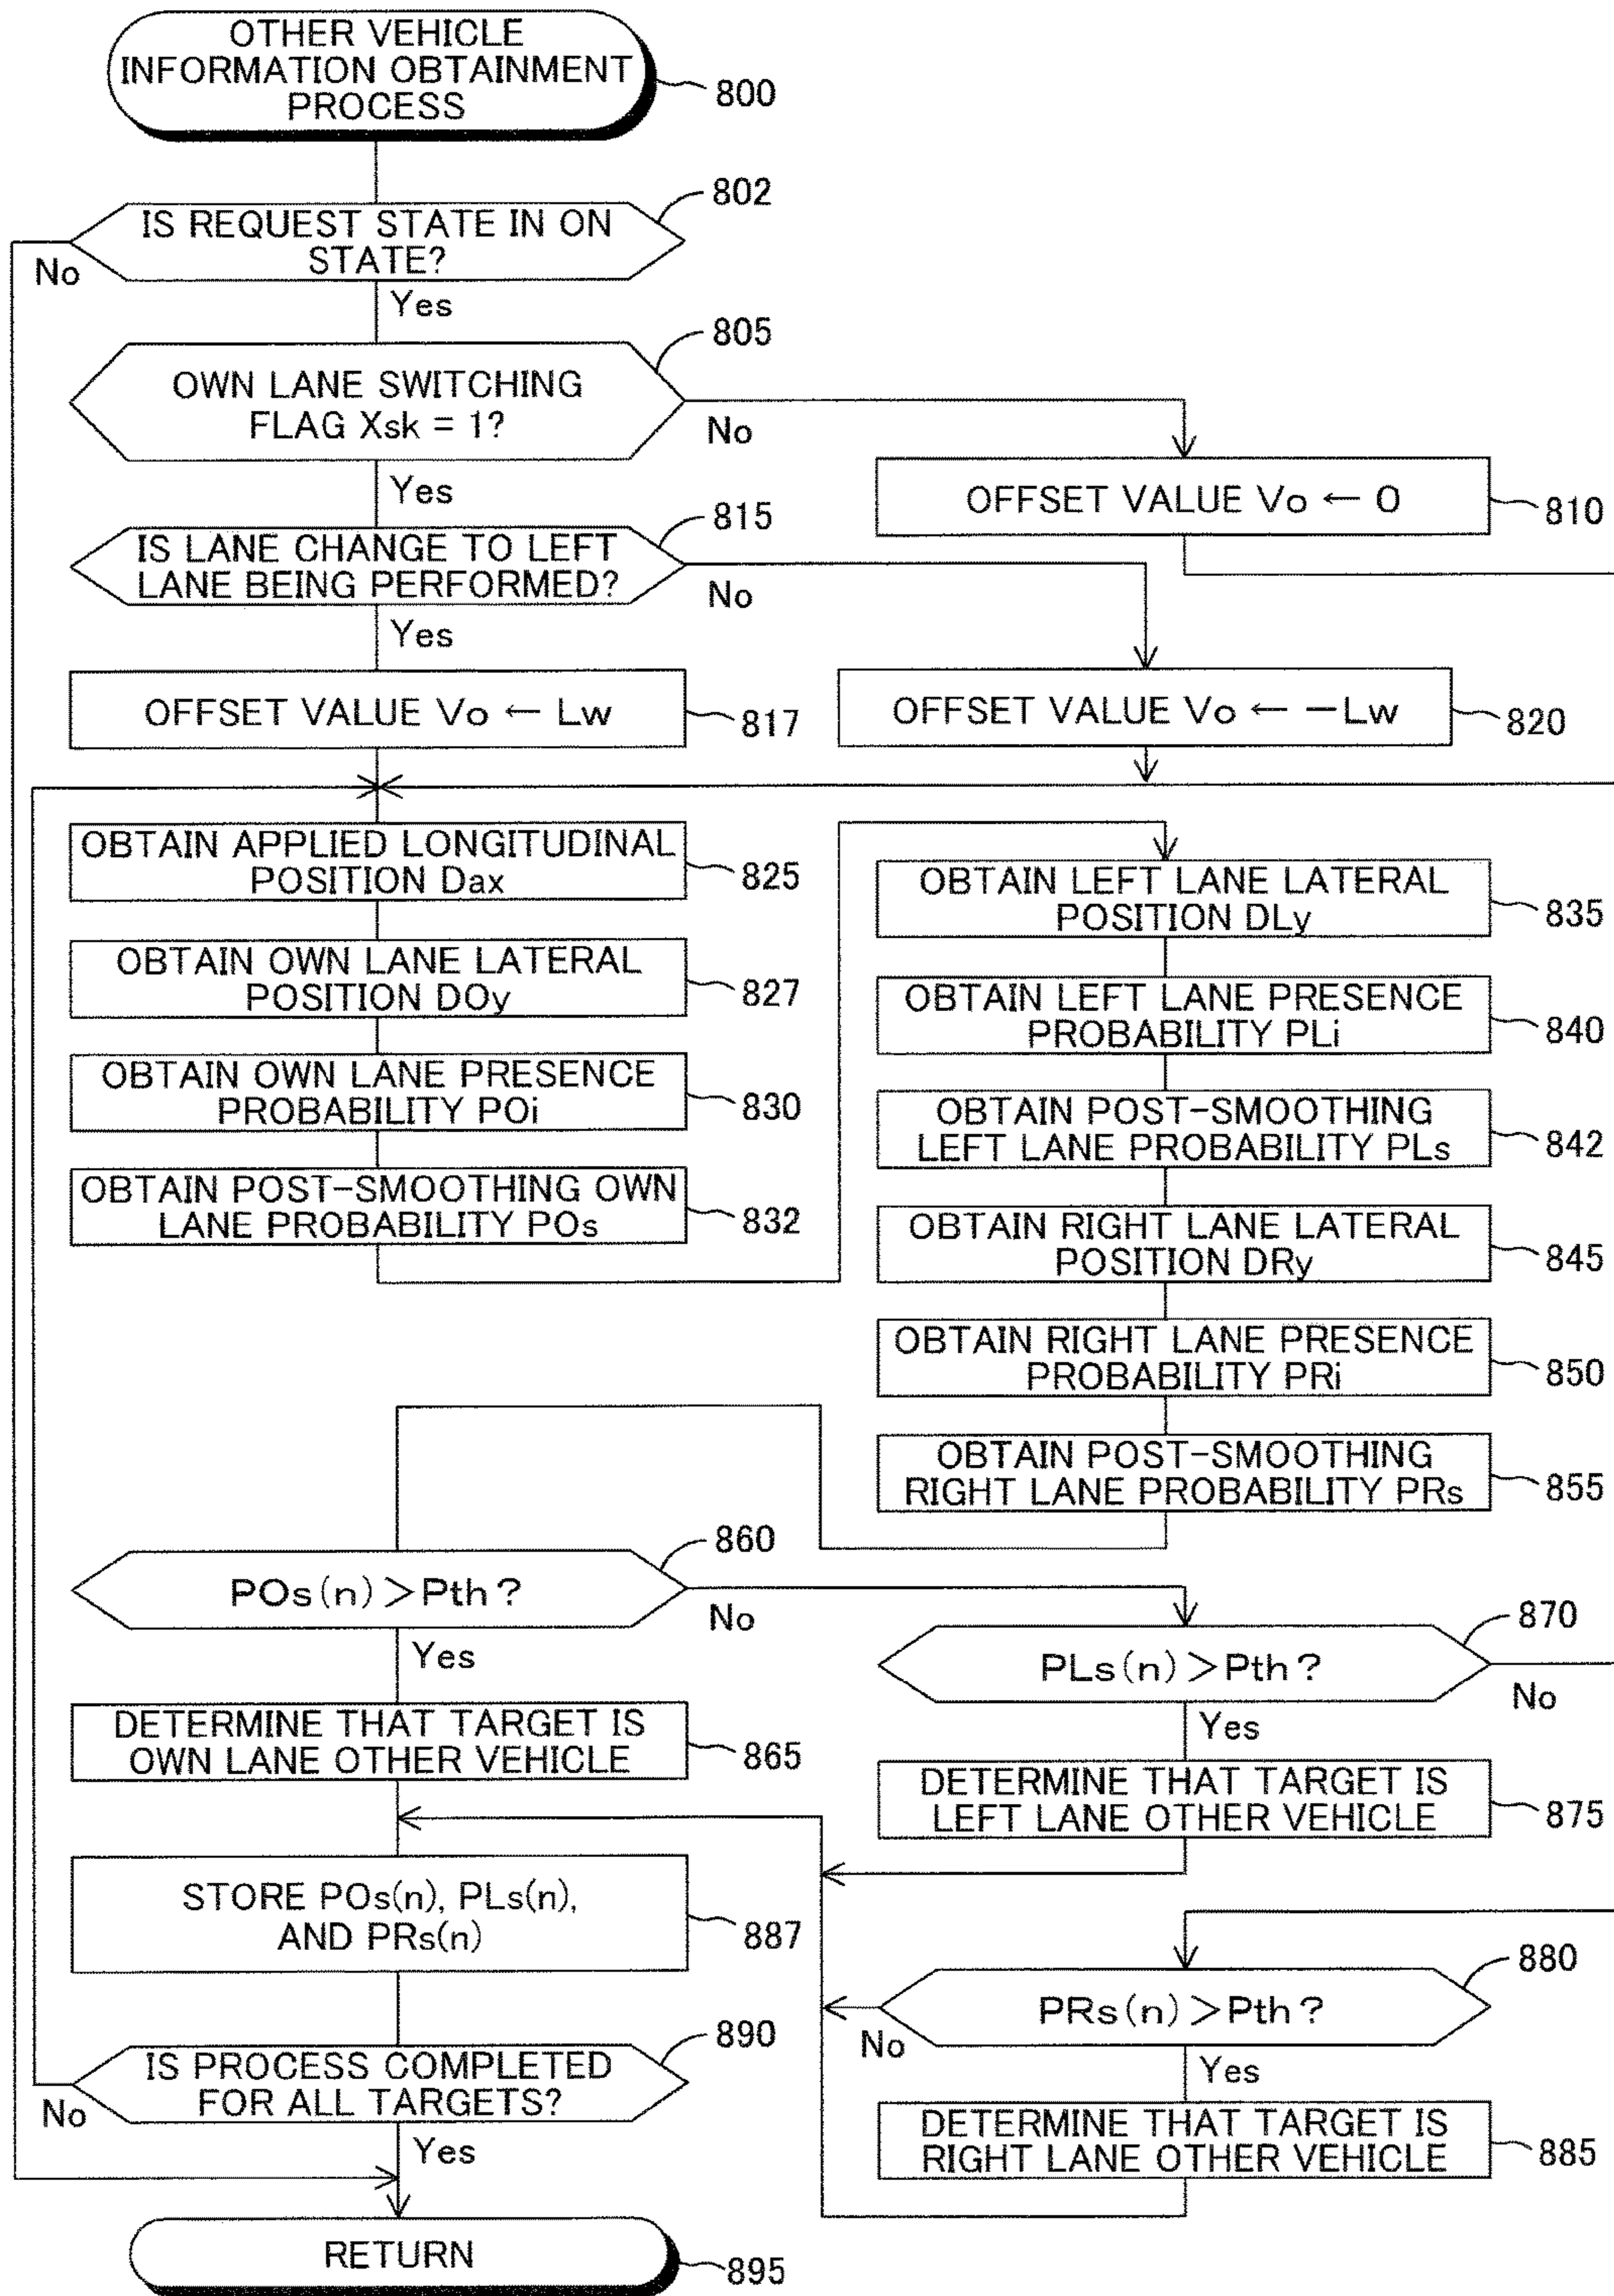 OTHER VEHICLE
INFORMATION OBTAINMENT
PROCESS
800
802
IS REQUEST STATE IN ON
STATE?
No
Yes
805
OWN LANE SWITCHING
FLAG Xsk = 1?
No
Yes
OFFSET VALUE Vo ← 0
810
815
IS LANE CHANGE TO LEFT
LANE BEING PERFORMED?
No
Yes
OFFSET VALUE Vo ← Lw
817
OFFSET VALUE Vo ← −Lw
820
OBTAIN APPLIED LONGITUDINAL
POSITION Dax
825
OBTAIN OWN LANE LATERAL
POSITION DOy
827
OBTAIN OWN LANE PRESENCE
PROBABILITY POi
830
OBTAIN POST-SMOOTHING OWN
LANE PROBABILITY POs
832
OBTAIN LEFT LANE LATERAL
POSITION DLy
835
OBTAIN LEFT LANE PRESENCE
PROBABILITY PLi
840
OBTAIN POST-SMOOTHING
LEFT LANE PROBABILITY PLs
842
OBTAIN RIGHT LANE LATERAL
POSITION DRy
845
OBTAIN RIGHT LANE PRESENCE
PROBABILITY PRi
850
OBTAIN POST-SMOOTHING
RIGHT LANE PROBABILITY PRs
855
860
POs(n)>Pth?
No
Yes
870
PLs(n)>Pth?
No
Yes
DETERMINE THAT TARGET IS
OWN LANE OTHER VEHICLE
865
DETERMINE THAT TARGET IS
LEFT LANE OTHER VEHICLE
875
STORE POs(n), PLs(n),
AND PRs(n)
887
880
PRs(n)>Pth?
No
Yes
890
IS PROCESS COMPLETED
FOR ALL TARGETS?
No
Yes
DETERMINE THAT TARGET IS
RIGHT LANE OTHER VEHICLE
885
RETURN
895